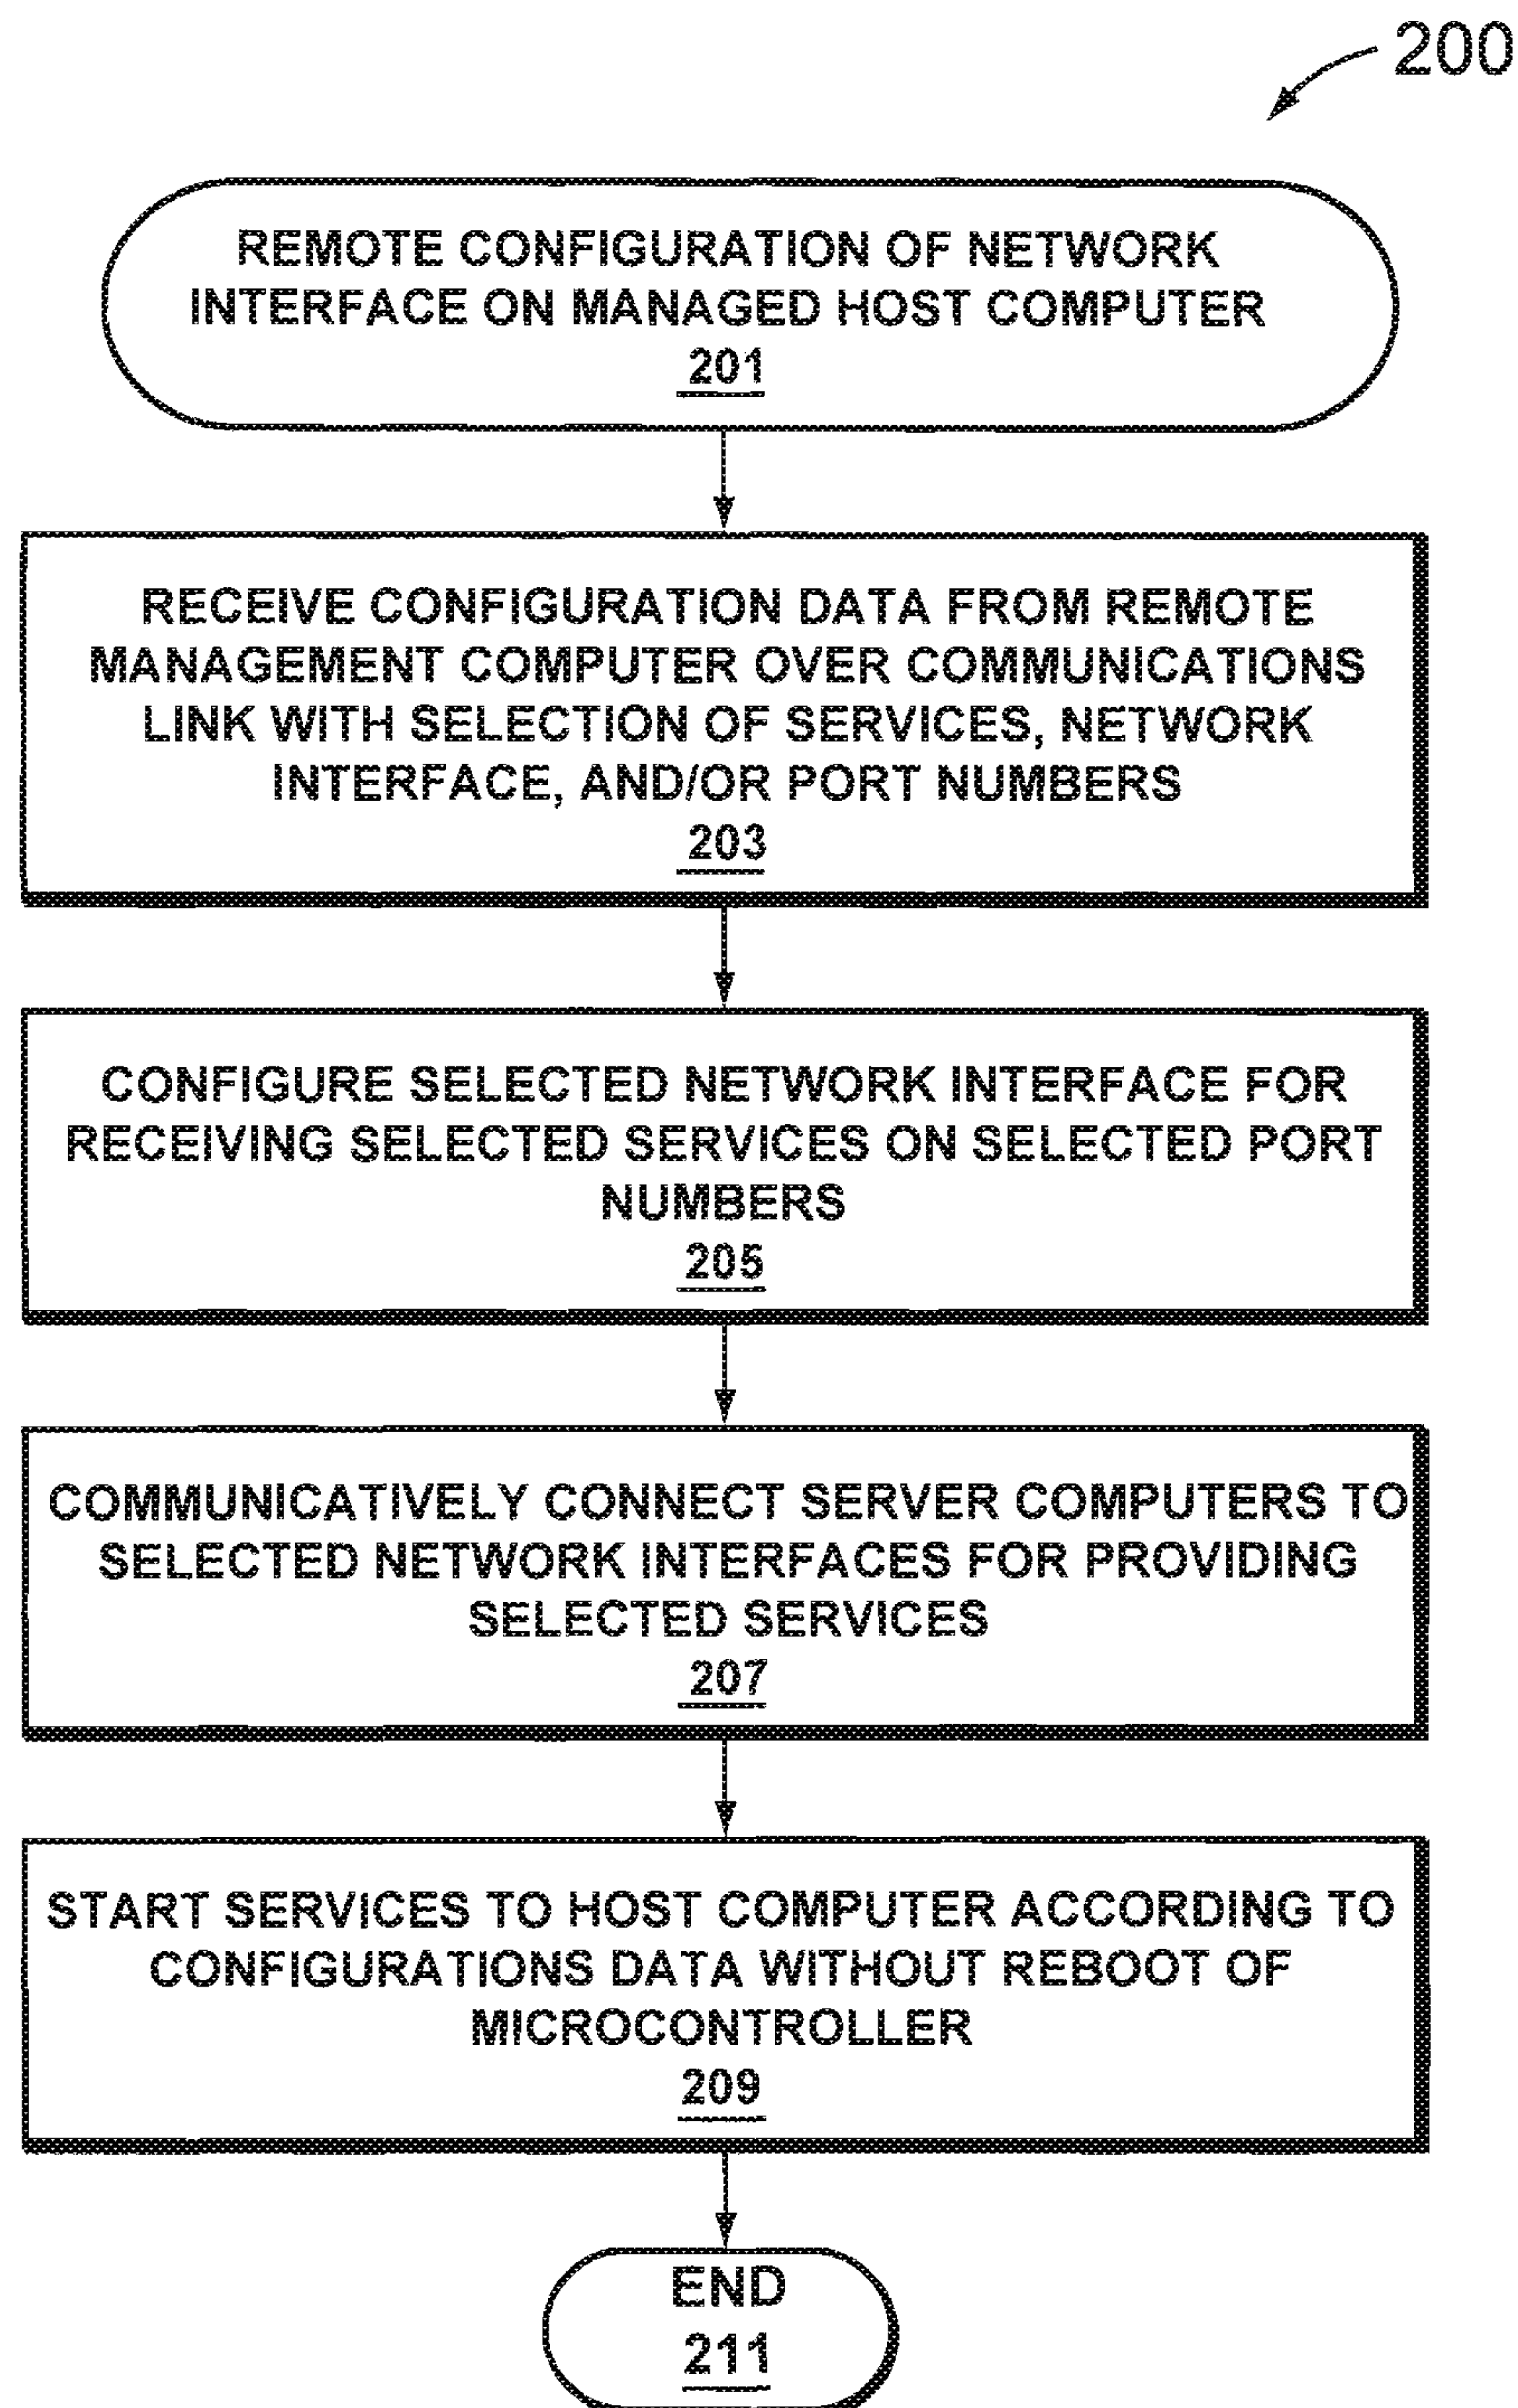 200
REMOTE CONFIGURATION OF NETWORK
INTERFACE ON MANAGED HOST COMPUTER
201
RECEIVE CONFIGURATION DATA FROM REMOTE
MANAGEMENT COMPUTER OVER COMMUNICATIONS
LINK WITH SELECTION OF SERVICES, NETWORK
INTERFACE, AND/OR PORT NUMBERS
203
CONFIGURE SELECTED NETWORK INTERFACE FOR
RECEIVING SELECTED SERVICES ON SELECTED PORT
NUMBERS
205
COMMUNICATIVELY CONNECT SERVER COMPUTERS TO
SELECTED NETWORK INTERFACES FOR PROVIDING
SELECTED SERVICES
207
START SERVICES TO HOST COMPUTER ACCORDING TO
CONFIGURATIONS DATA WITHOUT REBOOT OF
MICROCONTROLLER
209
END
211